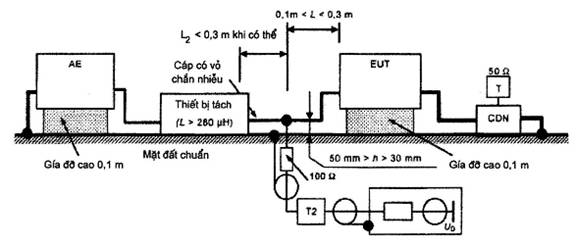 0,1m < L < 0,3 m
L2 < 0,3 m khi có thể
AE
Cáp có vỏ
chắn nhiễu
EUT
50 Ω
T
Thiết bị tách
(L > 260 µH)
CDN
Gía đỡ cao 0,1 m
Mặt đất chuẩn
50 mm > h > 30 mm
Gía đỡ cao 0,1 m
100 Ω
T2
U0